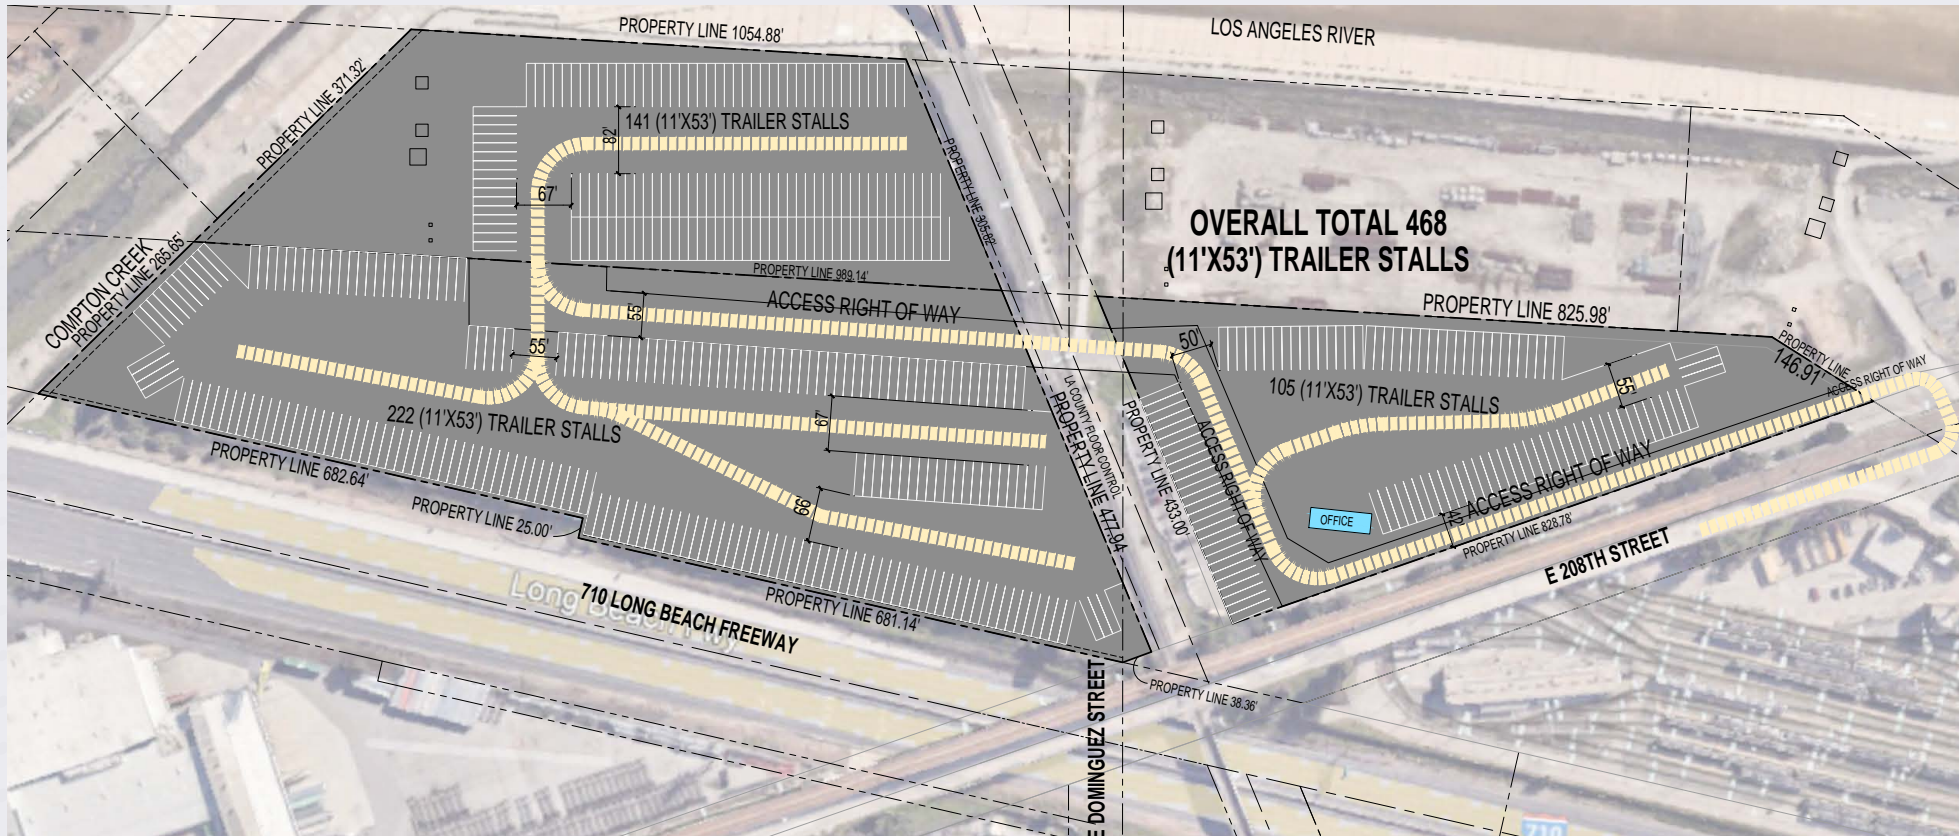 PROPERTY LINE 1054.88'
LOS ANGELES RIVER
PROPERTY LINE 371.32'
141 (11'X53') TRAILER STALLS
82'
67'
PROPERTY LINE 305.62'
OVERALL TOTAL 468
(11'X53') TRAILER STALLS
COMPTON CREEK
PROPERTY LINE 265.65'
PROPERTY LINE 989.14'
ACCESS RIGHT OF WAY
55'
PROPERTY LINE 825.98'
50'
55'
PROPERTY LINE
146.91'
ACCESS RIGHT OF WAY
105 (11'X53') TRAILER STALLS
55'
222 (11'X53') TRAILER STALLS
67'
LA COUNTY FLOOR CONTROL
PROPERTY LINE 477.94'
PROPERTY LINE 433.00'
ACCESS RIGHT OF WAY
PROPERTY LINE 682.64'
66'
ACCESS RIGHT OF WAY
42'
OFFICE
PROPERTY LINE 25.00'
PROPERTY LINE 828.78'
E 208TH STREET
710 LONG BEACH FREEWAY
PROPERTY LINE 681.14'
PROPERTY LINE 38.36'
E DOMINGUEZ STREET
710